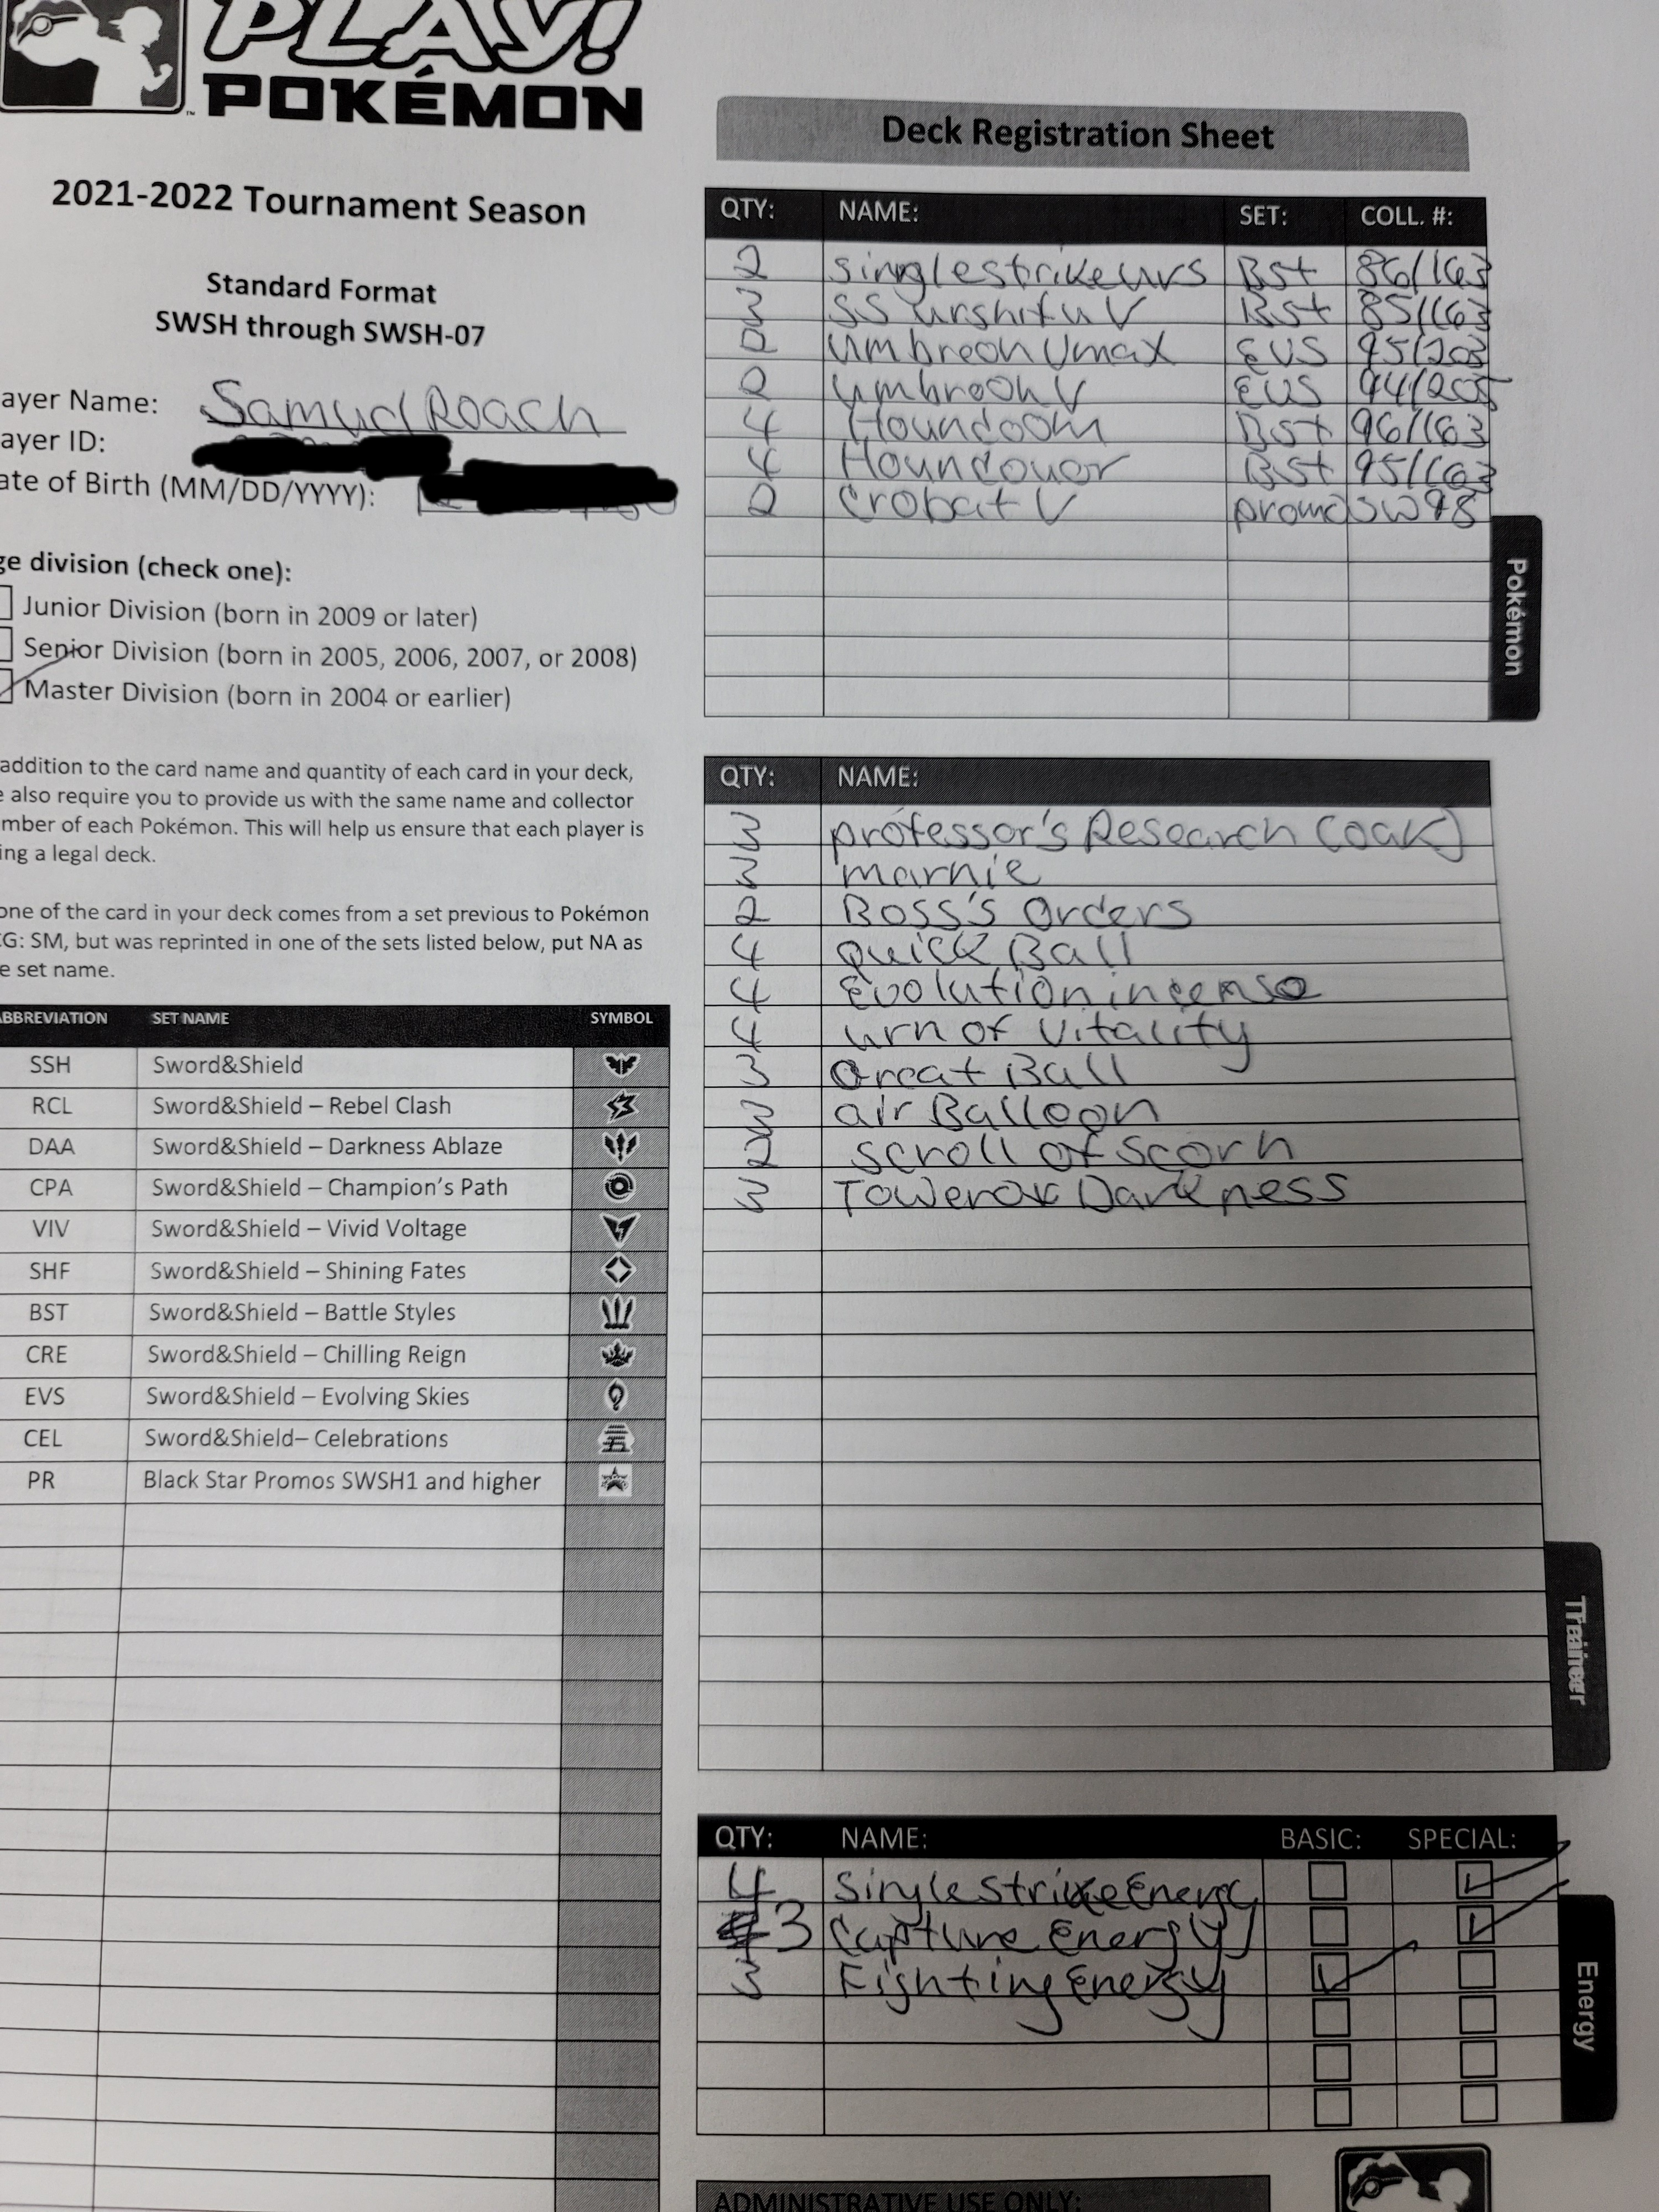 PLAY!
POKÉMON
2021-2022 Tournament Season
Standard Format
SWSH through SWSH-07
ayer Name: Samuel Roach
ayer ID:
ate of Birth (MM/DD/YYYY):
ge division (check one):
Junior Division (born in 2009 or later)
Senior Division (born in 2005, 2006, 2007, or 2008)
Master Division (born in 2004 or earlier)
addition to the card name and quantity of each card in your deck,
e also require you to provide us with the same name and collector
mber of each Pokémon. This will help us ensure that each player is
ing a legal deck.
one of the card in your deck comes from a set previous to Pokémon
CG: SM, but was reprinted in one of the sets listed below, put NA as
e set name.
BBREVIATION SET NAME SYMBOL
SSH Sword&Shield
RCL Sword&Shield – Rebel Clash
DAA Sword&Shield – Darkness Ablaze
CPA Sword&Shield – Champion's Path
VIV Sword&Shield – Vivid Voltage
SHF Sword&Shield – Shining Fates
BST Sword&Shield – Battle Styles
CRE Sword&Shield – Chilling Reign
EVS Sword&Shield – Evolving Skies
CEL Sword&Shield– Celebrations
PR Black Star Promos SWSH1 and higher
Deck Registration Sheet
QTY: NAME: SET: COLL. #:
2 singlestrikeurs Bst 86/163
3 SS urshifu V Bst 85/163
2 umbreon Vmax EVS 95/203
2 umbreon V EVS 94/205
4 Houndoom Bst 96/163
4 Houndouor Bst 95/163
2 crobat V promo SW98
Pokémon
QTY: NAME:
3 professor's Research (oak)
3 marnie
2 Boss's Orders
4 quick Ball
4 Evolution incense
4 urn of vitality
3 Great Ball
3 air Balloon
2 scroll of scorn
3 Tower of Darkness
Trainer
QTY: NAME: BASIC: SPECIAL:
4 Single Strike Energy
3 Capture Energy
3 Fighting Energy
Energy
ADMINISTRATIVE USE ONLY: